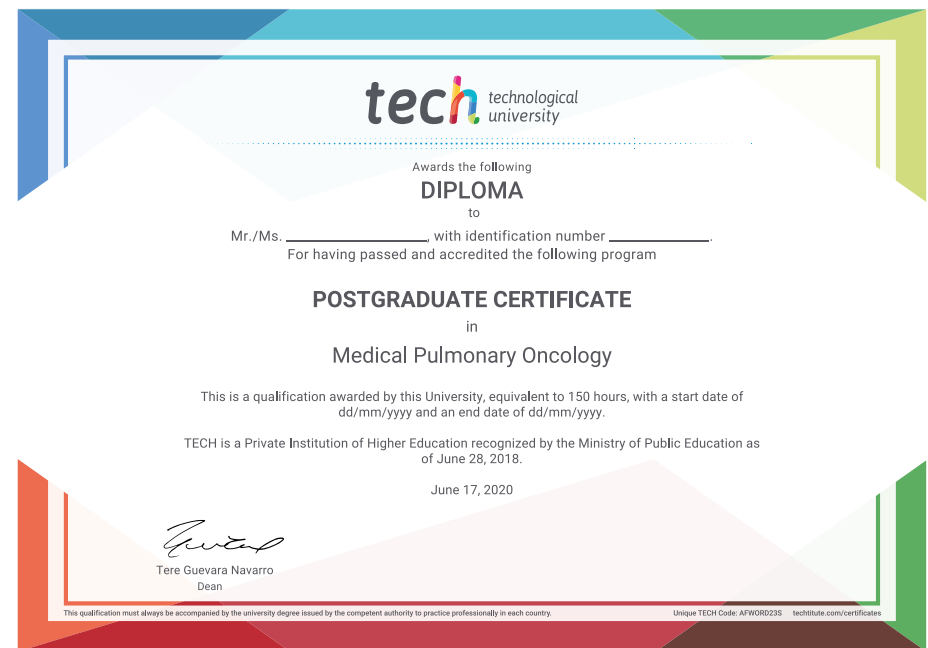 tech technological
university
Awards the following
DIPLOMA
to
Mr./Ms. ____________________, with identification number ______________.
For having passed and accredited the following program
POSTGRADUATE CERTIFICATE
in
Medical Pulmonary Oncology
This is a qualification awarded by this University, equivalent to 150 hours, with a start date of
dd/mm/yyyy and an end date of dd/mm/yyyy.
TECH is a Private Institution of Higher Education recognized by the Ministry of Public Education as
of June 28, 2018.
June 17, 2020
Tere Guevara Navarro
Dean
This qualification must always be accompanied by the university degree issued by the competent authority to practice professionally in each country. Unique TECH Code: AFWORD23S techtitute.com/certificates